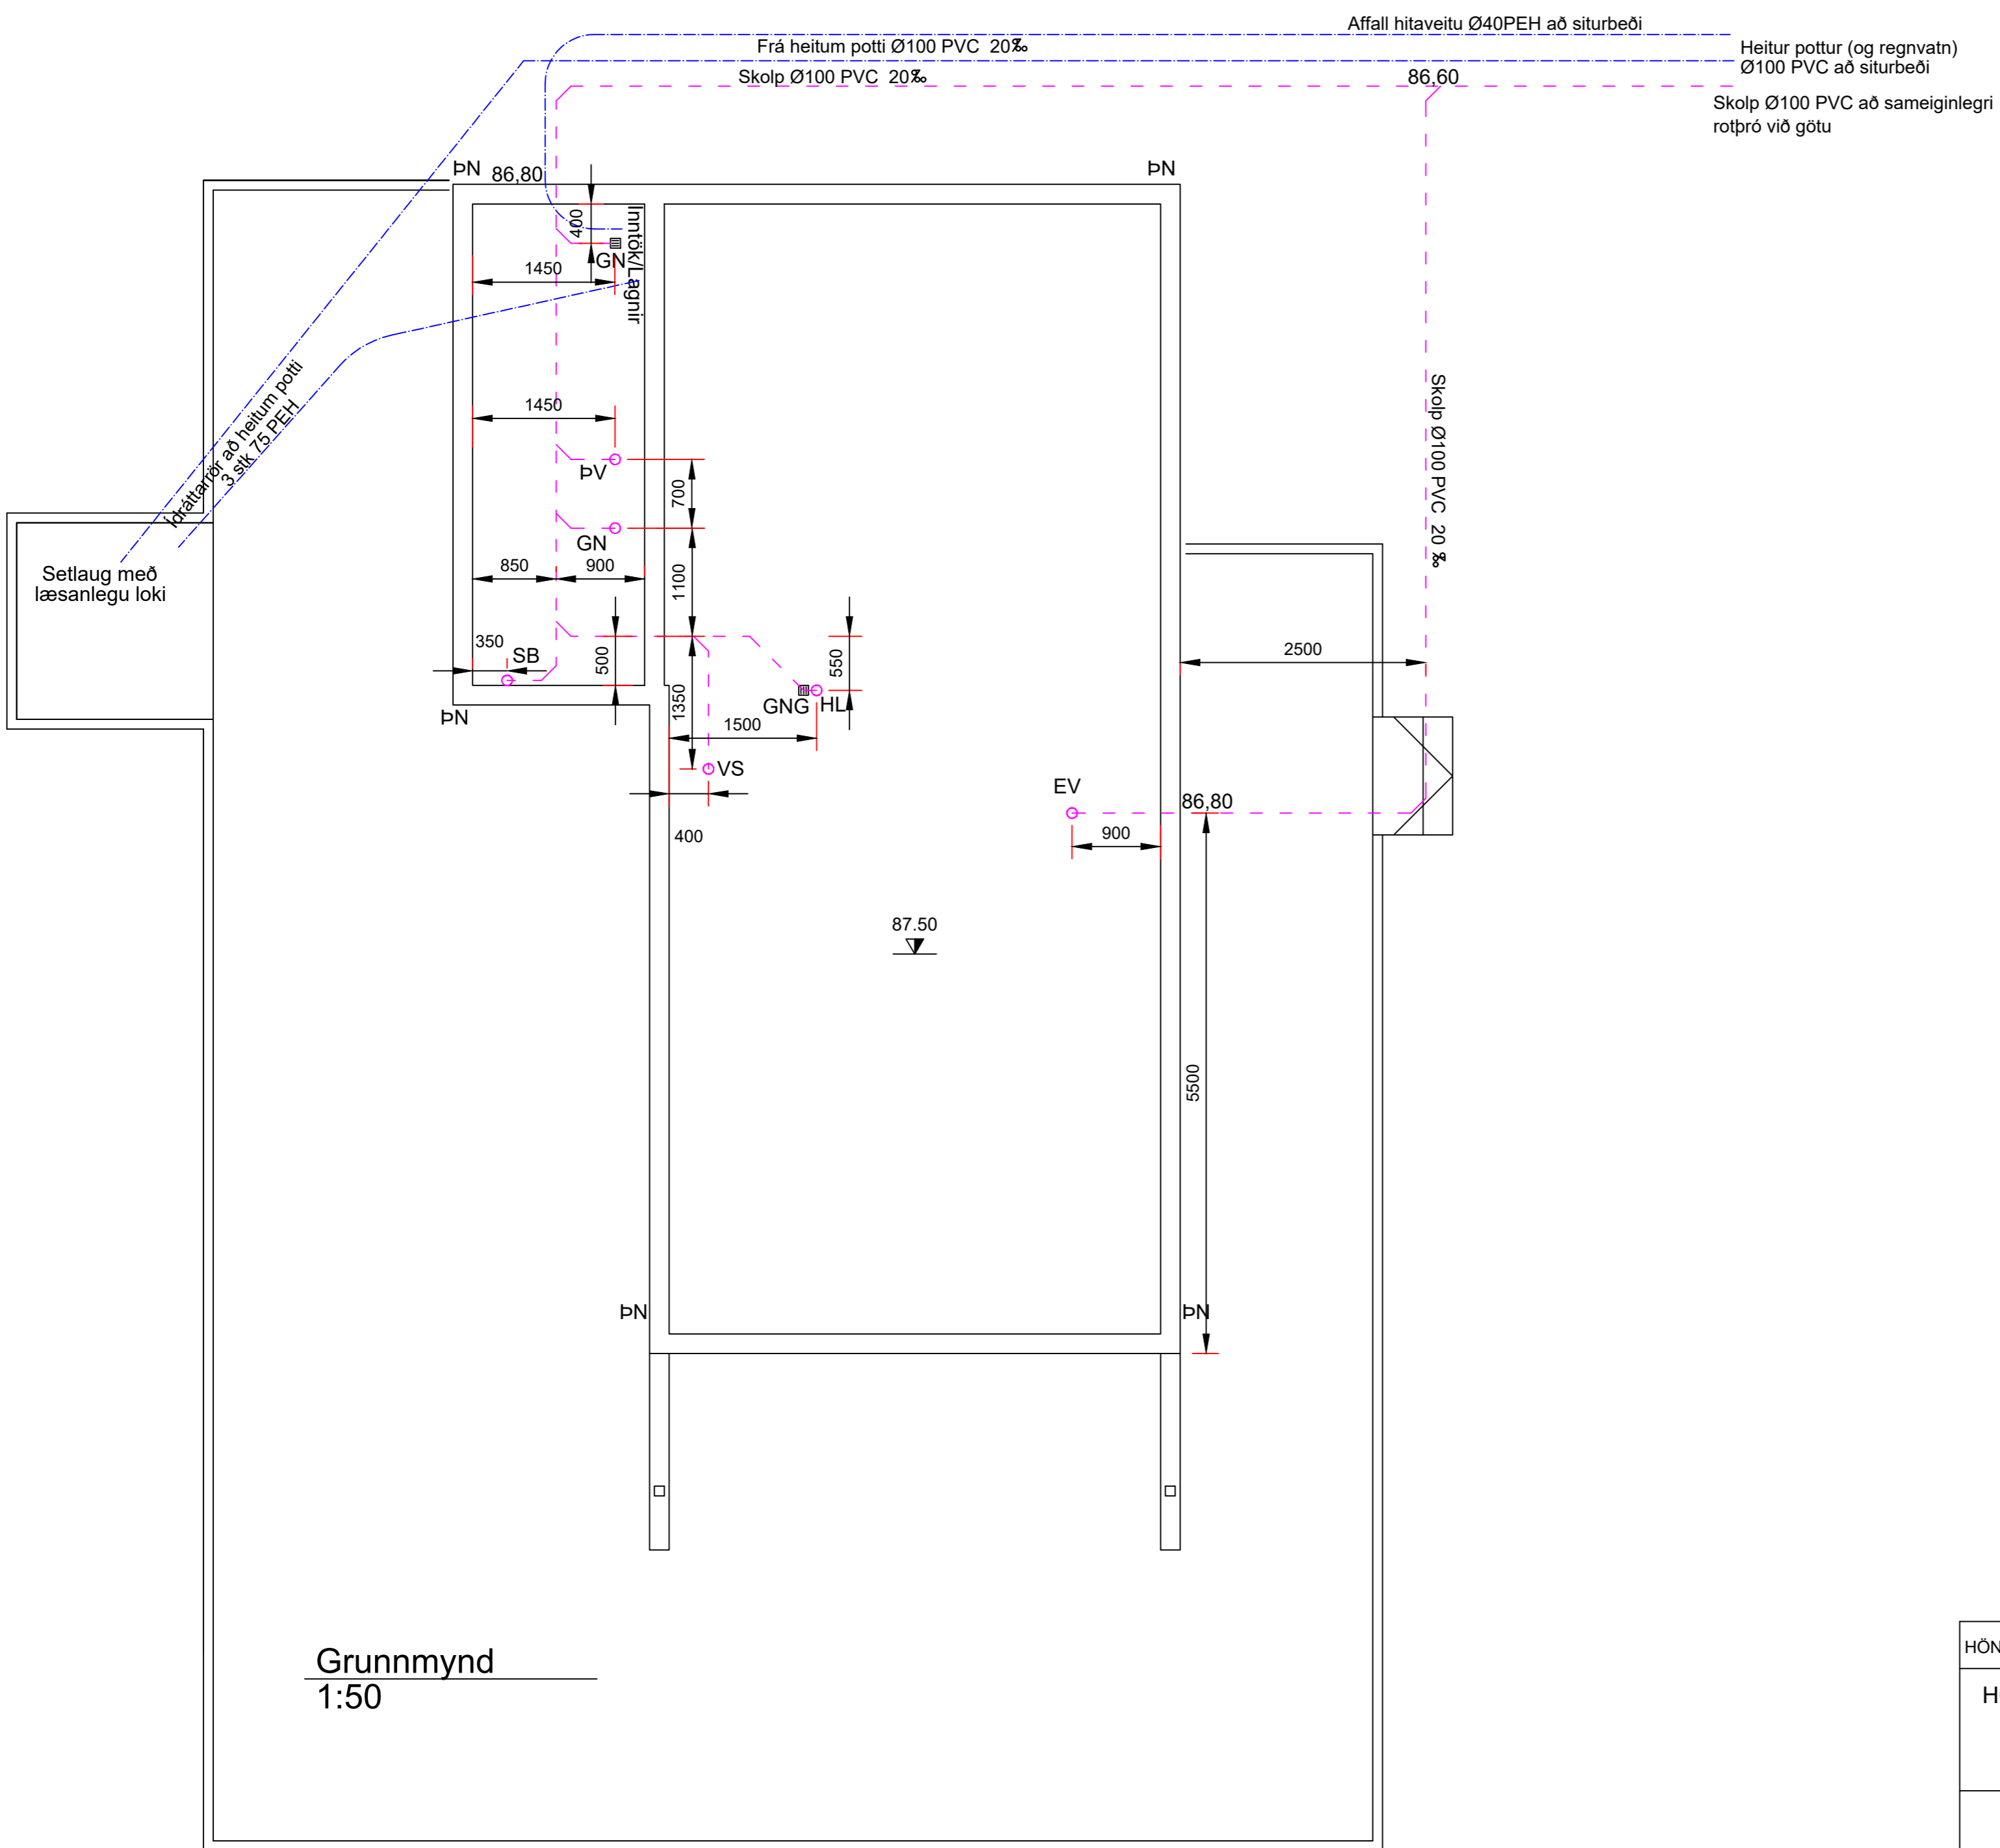 Affall hitaveitu Ø40PEH að siturbeði
Frá heitum potti Ø100 PVC 20‰
Heitur pottur (og regnvatn)
Ø100 PVC að siturbeði
Skolp Ø100 PVC 20‰
86,60
Skolp Ø100 PVC að sameiginlegri
rotþró við götu
ÞN
86,80
ÞN
400
Inntök/Lagnir
GN
1450
Ídráttarrör að heitum potti
3 stk 75 PEH
1450
Skolp Ø100 PVC 20 ‰
ÞV
700
GN
850
900
1100
Setlaug með
læsanlegu loki
350
SB
500
550
2500
1350
GNG
HL
ÞN
1500
VS
EV
86,80
400
900
87.50
5500
ÞN
ÞN
Grunnmynd
1:50